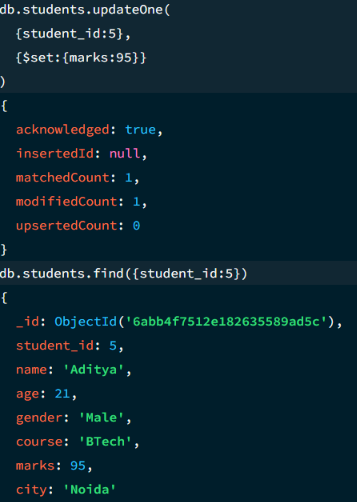 db.students.updateOne(
{student_id:5},
{$set:{marks:95}}
)
{
acknowledged: true,
insertedId: null,
matchedCount: 1,
modifiedCount: 1,
upsertedCount: 0
}
db.students.find({student_id:5})
{
_id: ObjectId('6abb4f7512e182635589ad5c'),
student_id: 5,
name: 'Aditya',
age: 21,
gender: 'Male',
course: 'BTech',
marks: 95,
city: 'Noida'